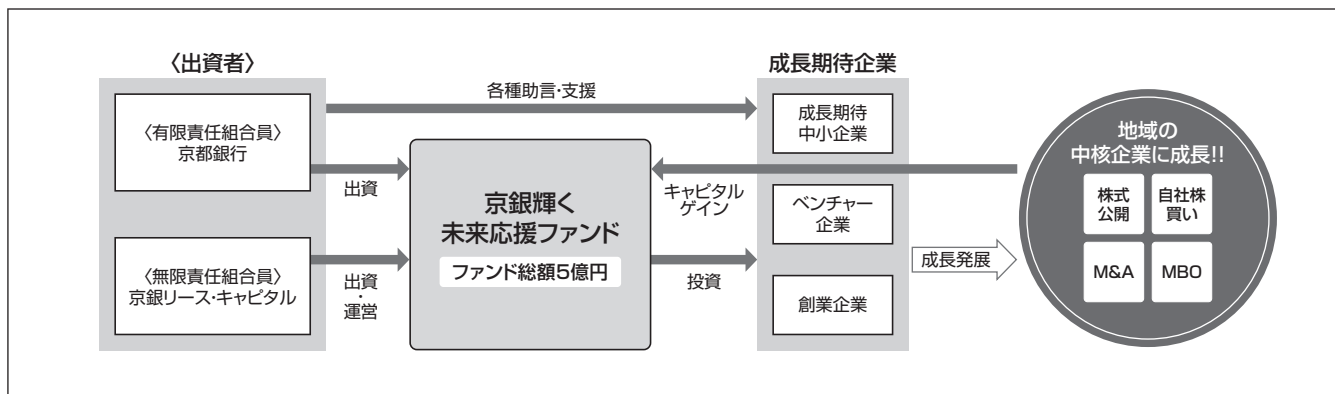 〈出資者〉
〈有限責任組合員〉
京都銀行
〈無限責任組合員〉
京銀リース・キャピタル
各種助言・支援
出資
出資
・
運営
京銀輝く
未来応援ファンド
ファンド総額5億円
キャピタル
ゲイン
投資
成長期待企業
成長期待
中小企業
ベンチャー
企業
創業企業
成長発展
地域の
中核企業に成長!!
株式
公開
自社株
買い
M&A
MBO